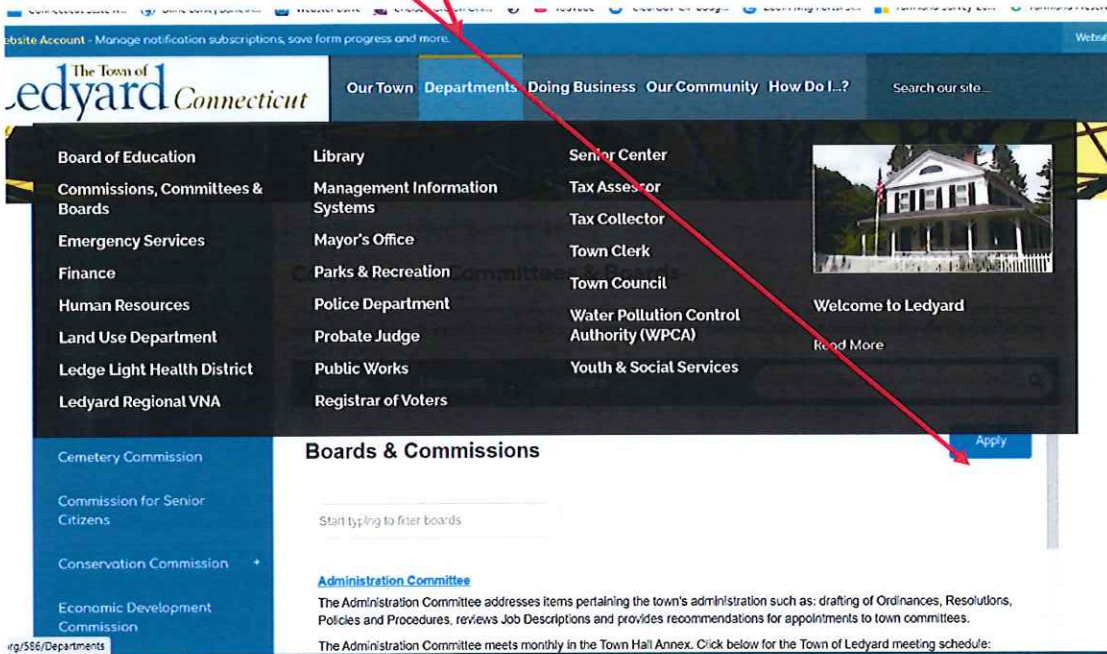 ebsite Account - Manage notification subscriptions, save form progress and more.
Websi
The Town of
Ledyard Connecticut
Our Town Departments Doing Business Our Community How Do I...? Search our site...
Board of Education
Commissions, Committees &
Boards
Emergency Services
Finance
Human Resources
Land Use Department
Ledge Light Health District
Ledyard Regional VNA
Library
Management Information
Systems
Mayor's Office
Parks & Recreation
Police Department
Probate Judge
Public Works
Registrar of Voters
Senior Center
Tax Assessor
Tax Collector
Town Clerk
Town Council
Water Pollution Control
Authority (WPCA)
Youth & Social Services
Welcome to Ledyard
Read More
Committees & Boards
Cemetery Commission
Commission for Senior
Citizens
Conservation Commission +
Economic Development
Commission
rg/586/Departments
Boards & Commissions
Apply
Start typing to filter boards
Administration Committee
The Administration Committee addresses items pertaining the town's administration such as: drafting of Ordinances, Resolutions,
Policies and Procedures, reviews Job Descriptions and provides recommendations for appointments to town committees.
The Administration Committee meets monthly in the Town Hall Annex. Click below for the Town of Ledyard meeting schedule: